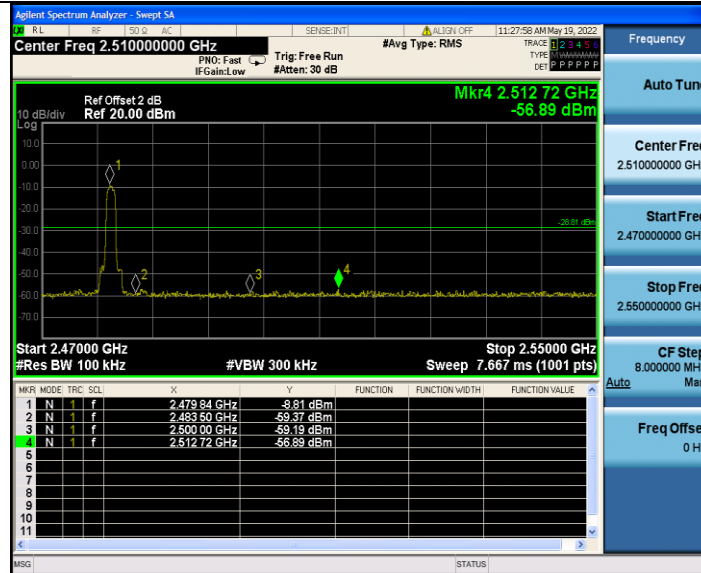 Agilent Spectrum Analyzer - Swept SA
RL RF 50 Ω AC SENSE:INT ALIGN OFF 11:27:58 AM May 19, 2022
Center Freq 2.510000000 GHz #Avg Type: RMS TRACE 1 2 3 4 5 6
PNO: Fast Trig: Free Run TYPE M WWWWW
IFGain:Low #Atten: 30 dB DET P P P P P P
Frequency
Auto Tune
Mkr4 2.512 72 GHz
Ref Offset 2 dB
10 dB/div Ref 20.00 dBm -56.89 dBm
Log
10.0
0.00
-10.0
-20.0
-30.0
-40.0
-50.0
-60.0
-70.0
1
2
3
4
-28.81 dBm
Start 2.47000 GHz Stop 2.55000 GHz
#Res BW 100 kHz #VBW 300 kHz Sweep 7.667 ms (1001 pts)
MKR MODE TRC SCL X Y FUNCTION FUNCTION WIDTH FUNCTION VALUE
1 N 1 f 2.479 84 GHz -8.81 dBm
2 N 1 f 2.483 50 GHz -59.37 dBm
3 N 1 f 2.500 00 GHz -59.19 dBm
4 N 1 f 2.512 72 GHz -56.89 dBm
5
6
7
8
9
10
11
Center Fre
2.510000000 GH
Start Fre
2.470000000 GH
Stop Fre
2.550000000 GH
CF Step
8.000000 MH
Auto Ma
Freq Offse
0 H
MSG STATUS